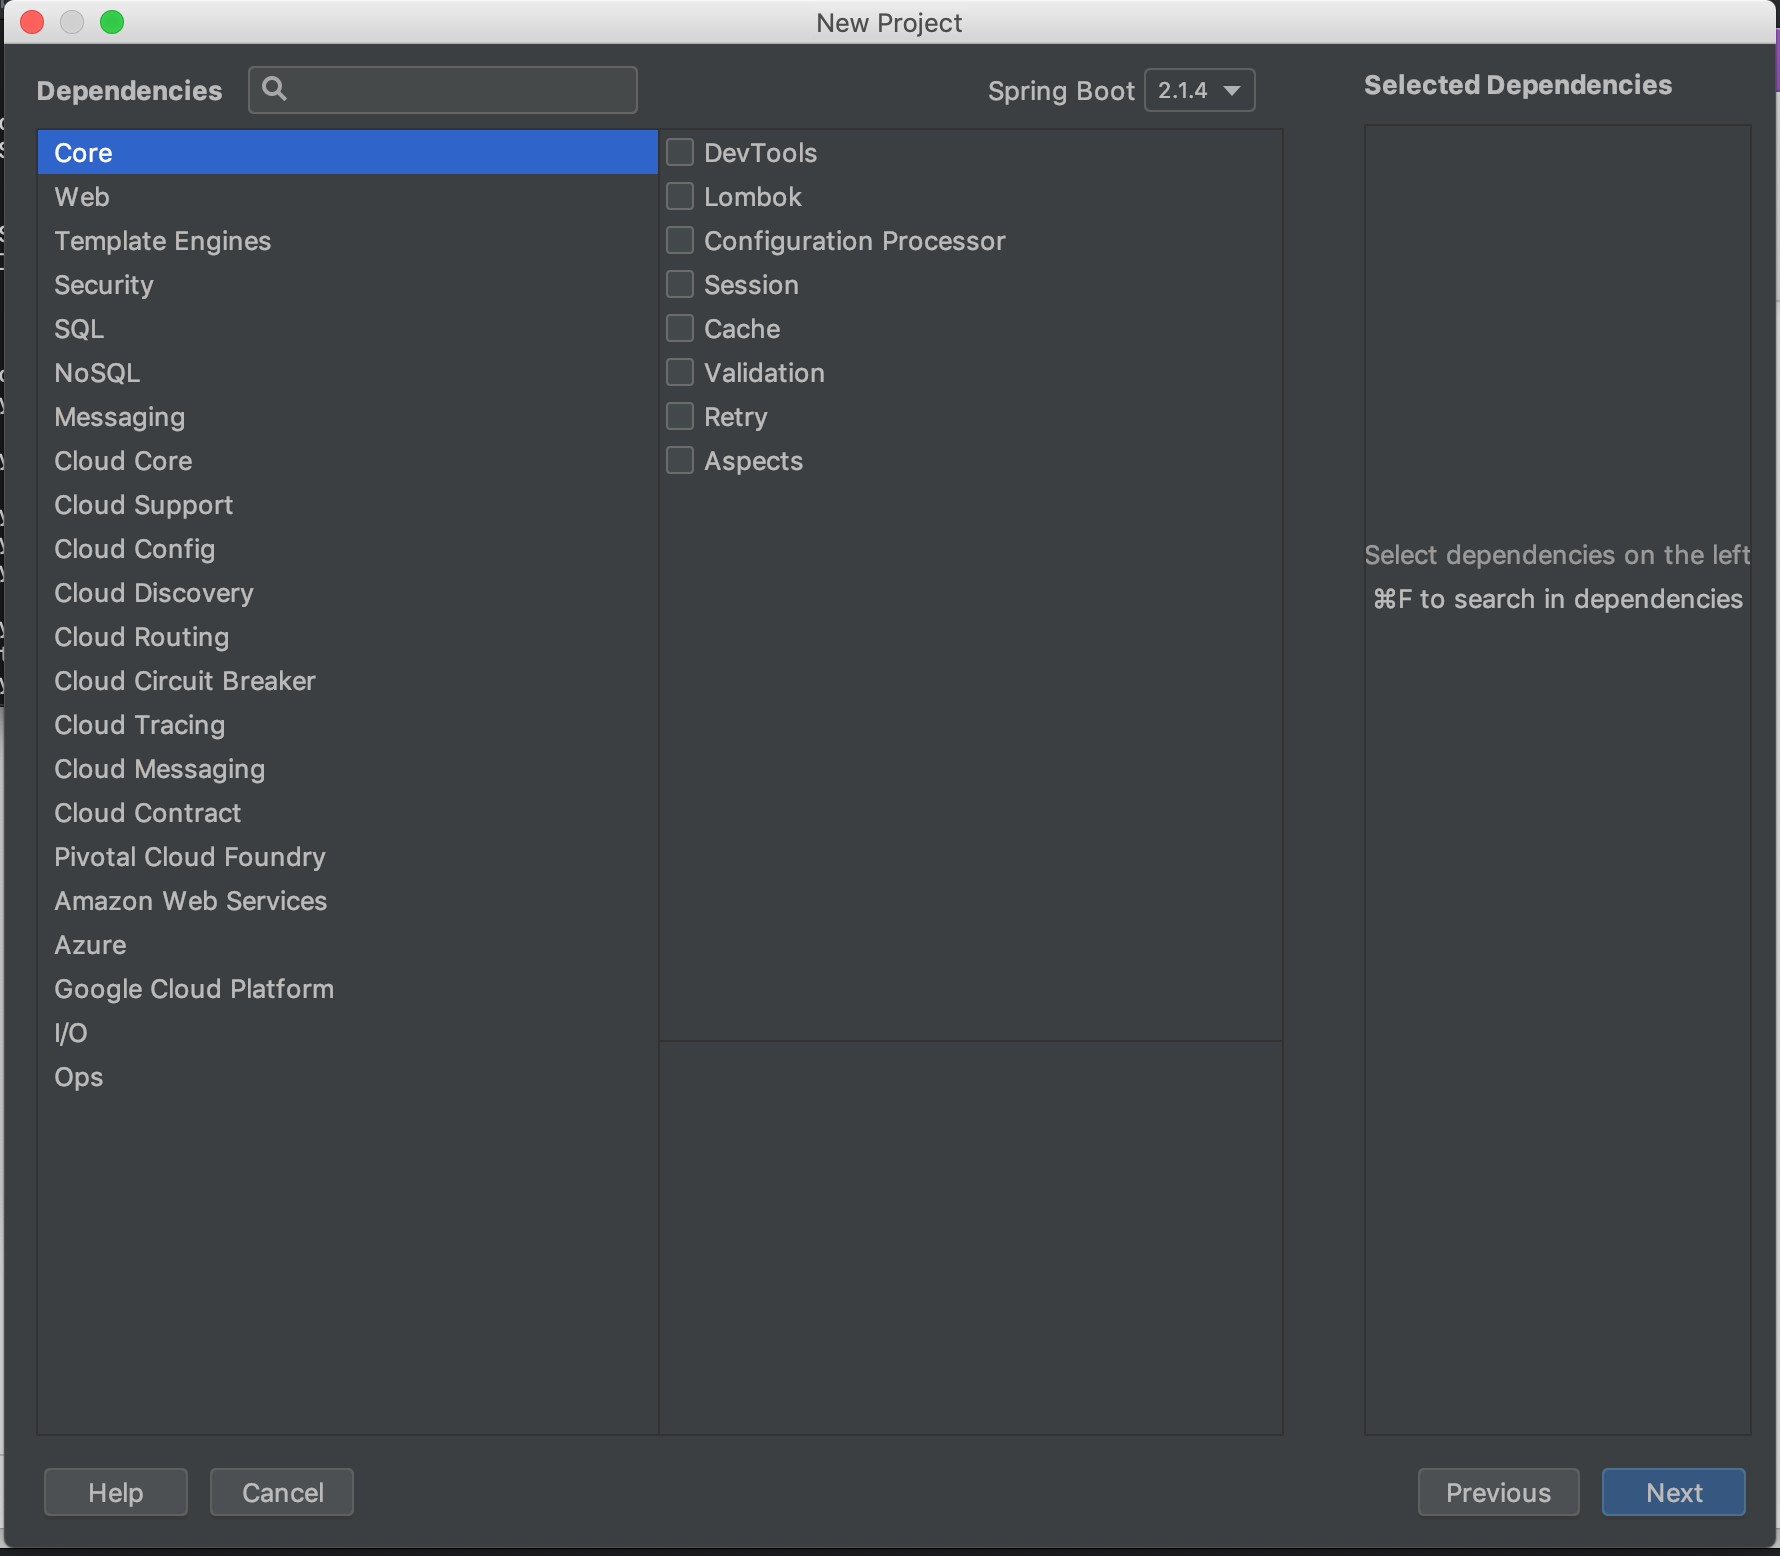 New Project
Dependencies
Spring Boot 2.1.4
Selected Dependencies
Core
Web
Template Engines
Security
SQL
NoSQL
Messaging
Cloud Core
Cloud Support
Cloud Config
Cloud Discovery
Cloud Routing
Cloud Circuit Breaker
Cloud Tracing
Cloud Messaging
Cloud Contract
Pivotal Cloud Foundry
Amazon Web Services
Azure
Google Cloud Platform
I/O
Ops
DevTools
Lombok
Configuration Processor
Session
Cache
Validation
Retry
Aspects
Select dependencies on the left
⌘F to search in dependencies
Help
Cancel
Previous
Next